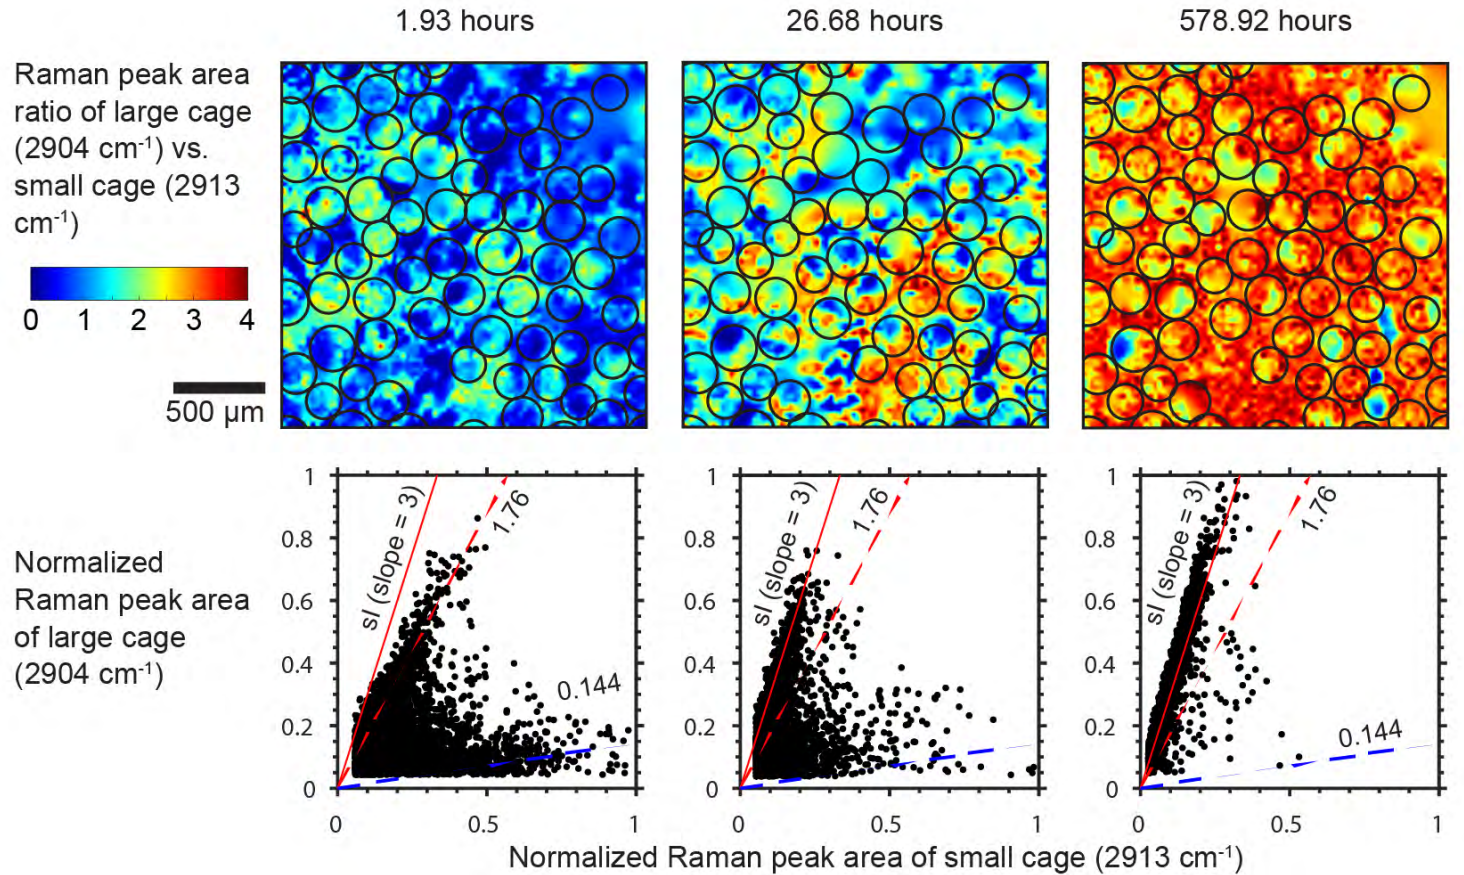 1.93 hours
26.68 hours
578.92 hours
Raman peak area
ratio of large cage
(2904 cm⁻¹) vs.
small cage (2913
cm⁻¹)
0 1 2 3 4
500 μm
Normalized
Raman peak area
of large cage
(2904 cm⁻¹)
1
0.8
0.6
0.4
0.2
0
sI (slope = 3)
1.76
0.144
0 0.5 1
1
0.8
0.6
0.4
0.2
0
sI (slope = 3)
1.76
0 0.5 1
1
0.8
0.6
0.4
0.2
0
sI (slope = 3)
1.76
0.144
0 0.5 1
Normalized Raman peak area of small cage (2913 cm⁻¹)